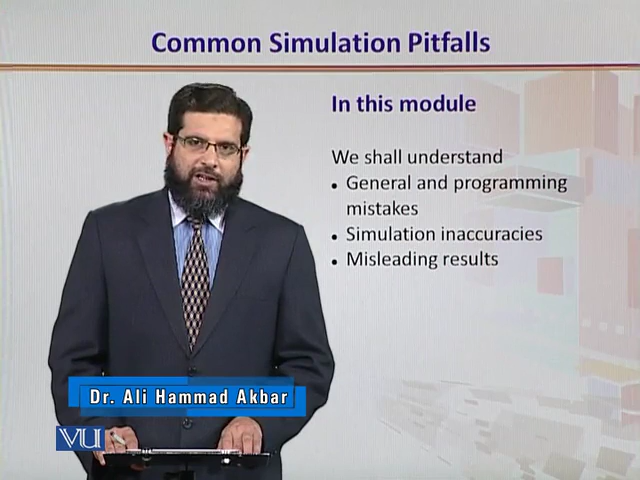 Common Simulation Pitfalls
In this module
We shall understand
• General and programming
mistakes
• Simulation inaccuracies
• Misleading results
Dr. Ali Hammad Akbar
VU